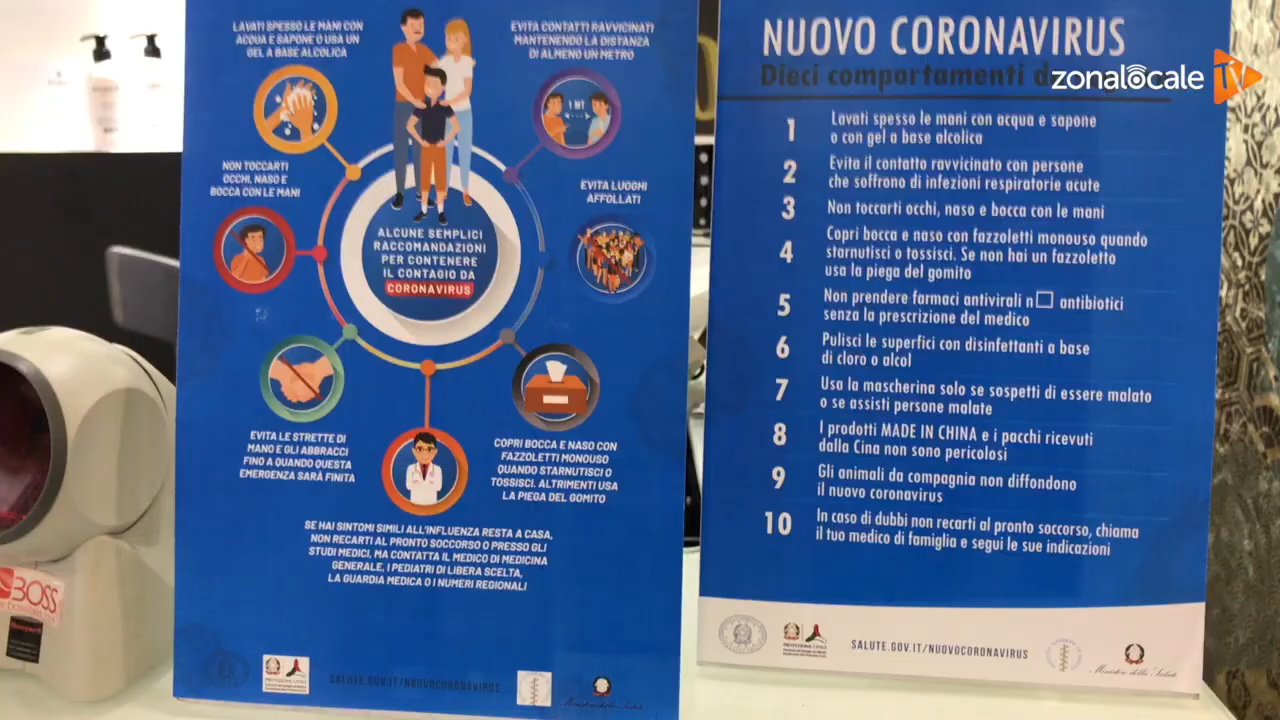 LAVATI SPESSO LE MANI CON
ACQUA E SAPONE O USA UN
GEL A BASE ALCOLICA
EVITA CONTATTI RAVVICINATI
MANTENENDO LA DISTANZA
DI ALMENO UN METRO
1 MT
NON TOCCARTI
OCCHI, NASO E
BOCCA CON LE MANI
EVITA LUOGHI
AFFOLLATI
ALCUNE SEMPLICI
RACCOMANDAZIONI
PER CONTENERE
IL CONTAGIO DA
CORONAVIRUS
EVITA LE STRETTE DI
MANO E GLI ABBRACCI
FINO A QUANDO QUESTA
EMERGENZA SARÀ FINITA
COPRI BOCCA E NASO CON
FAZZOLETTI MONOUSO
QUANDO STARNUTISCI O
TOSSISCI. ALTRIMENTI USA
LA PIEGA DEL GOMITO
SE HAI SINTOMI SIMILI ALL'INFLUENZA RESTA A CASA,
NON RECARTI AL PRONTO SOCCORSO O PRESSO GLI
STUDI MEDICI, MA CONTATTA IL MEDICO DI MEDICINA
GENERALE, I PEDIATRI DI LIBERA SCELTA,
LA GUARDIA MEDICA O I NUMERI REGIONALI
PROTEZIONE CIVILE
SALUTE.GOV.IT/NUOVOCORONAVIRUS
Ministero della Salute
NUOVO CORONAVIRUS
Dieci comportamenti
zonalocale TV
1 Lavati spesso le mani con acqua e sapone
o con gel a base alcolica
2 Evita il contatto ravvicinato con persone
che soffrono di infezioni respiratorie acute
3 Non toccarti occhi, naso e bocca con le mani
4 Copri bocca e naso con fazzoletti monouso quando
starnutisci o tossisci. Se non hai un fazzoletto
usa la piega del gomito
5 Non prendere farmaci antivirali n□ antibiotici
senza la prescrizione del medico
6 Pulisci le superfici con disinfettanti a base
di cloro o alcol
7 Usa la mascherina solo se sospetti di essere malato
o se assisti persone malate
8 I prodotti MADE IN CHINA e i pacchi ricevuti
dalla Cina non sono pericolosi
9 Gli animali da compagnia non diffondono
il nuovo coronavirus
10 In caso di dubbi non recarti al pronto soccorso, chiama
il tuo medico di famiglia e segui le sue indicazioni
PROTEZIONE CIVILE
SALUTE.GOV.IT/NUOVOCORONAVIRUS
Ministero della Salute
BOSS
Honeywell